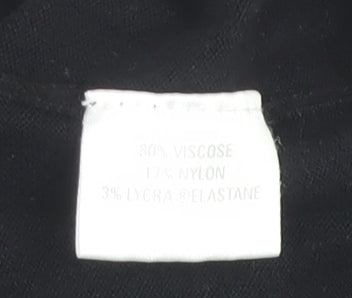 80% VISCOSE
17% NYLON
3% LYCRA ® ELASTANE